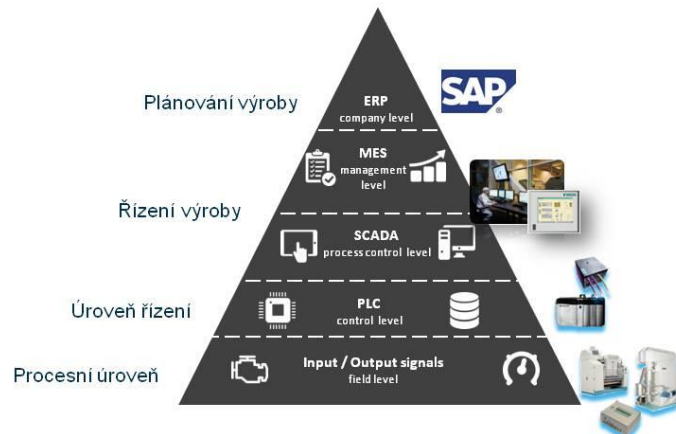 Plánování výroby
ERP
company level
SAP®
MES
management
level
Řízení výroby
SCADA
process control level
Úroveň řízení
PLC
control level
Procesní úroveň
Input / Output signals
field level